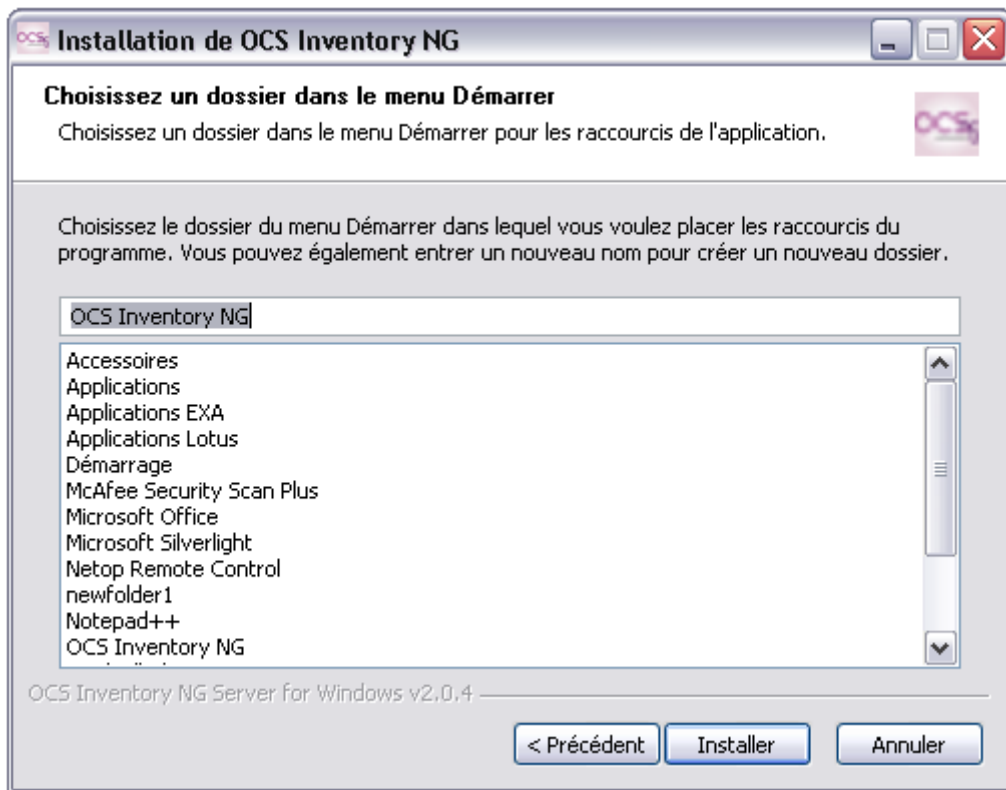 Installation de OCS Inventory NG
Choisissez un dossier dans le menu Démarrer
Choisissez un dossier dans le menu Démarrer pour les raccourcis de l'application.
Choisissez le dossier du menu Démarrer dans lequel vous voulez placer les raccourcis du
programme. Vous pouvez également entrer un nouveau nom pour créer un nouveau dossier.
OCS Inventory NG
Accessoires
Applications
Applications EXA
Applications Lotus
Démarrage
McAfee Security Scan Plus
Microsoft Office
Microsoft Silverlight
Netop Remote Control
newfolder1
Notepad++
OCS Inventory NG
OCS Inventory NG Server for Windows v2.0.4
< Précédent
Installer
Annuler